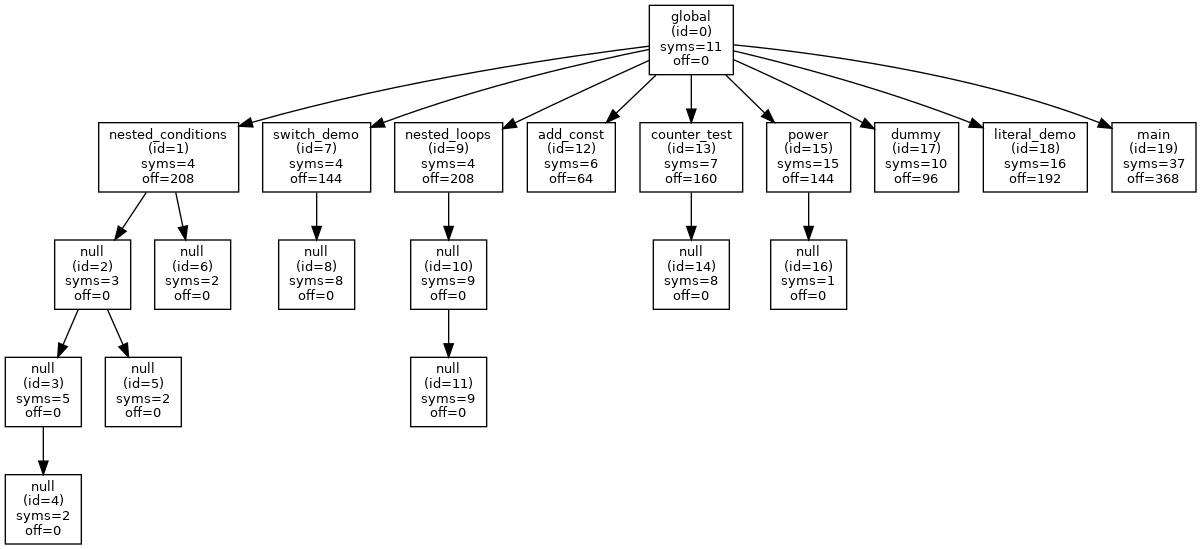 global
(id=0)
syms=11
off=0
nested_conditions
(id=1)
syms=4
off=208
switch_demo
(id=7)
syms=4
off=144
nested_loops
(id=9)
syms=4
off=208
add_const
(id=12)
syms=6
off=64
counter_test
(id=13)
syms=7
off=160
power
(id=15)
syms=15
off=144
dummy
(id=17)
syms=10
off=96
literal_demo
(id=18)
syms=16
off=192
main
(id=19)
syms=37
off=368
null
(id=2)
syms=3
off=0
null
(id=6)
syms=2
off=0
null
(id=8)
syms=8
off=0
null
(id=10)
syms=9
off=0
null
(id=14)
syms=8
off=0
null
(id=16)
syms=1
off=0
null
(id=3)
syms=5
off=0
null
(id=5)
syms=2
off=0
null
(id=11)
syms=9
off=0
null
(id=4)
syms=2
off=0